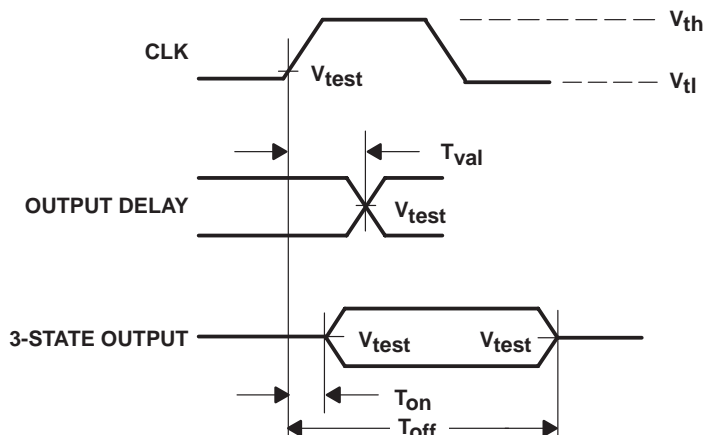 V_th
CLK
V_test
V_tl
T_val
OUTPUT DELAY
V_test
3-STATE OUTPUT
V_test V_test
T_on
T_off